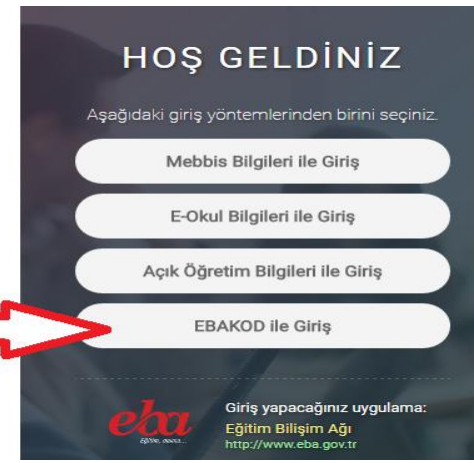 HOŞ GELDİNİZ
Aşağıdaki giriş yöntemlerinden birini seçiniz.
Mebbis Bilgileri ile Giriş
E-Okul Bilgileri ile Giriş
Açık Öğretim Bilgileri ile Giriş
EBAKOD ile Giriş
eba
Giriş yapacağınız uygulama:
Eğitim Bilişim Ağı
http://www.eba.gov.tr